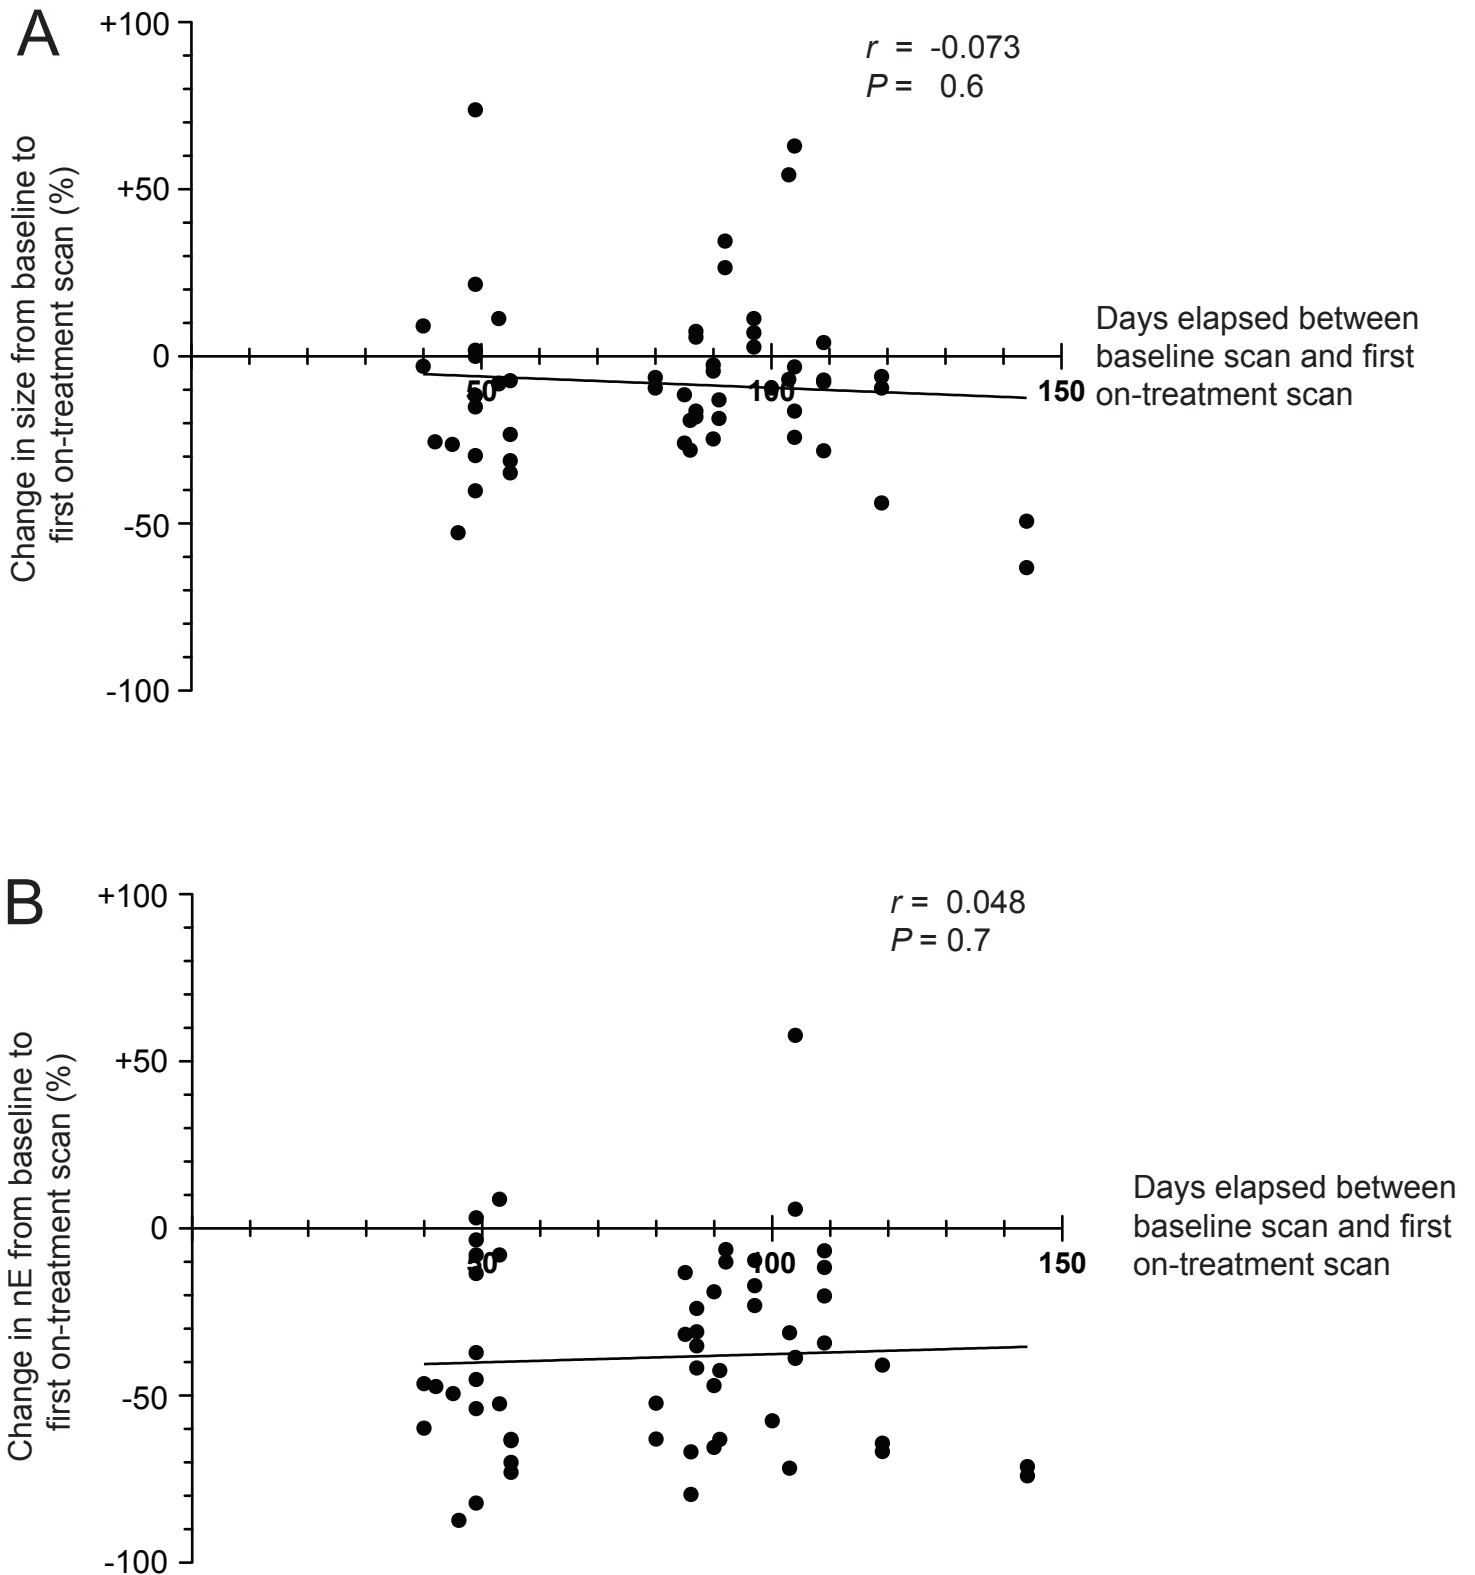 A
+100
r = -0.073
P = 0.6
Change in size from baseline to
first on-treatment scan (%)
+50
0
50
100
150
Days elapsed between
baseline scan and first
on-treatment scan
-50
-100
B
+100
r = 0.048
P = 0.7
Change in nE from baseline to
first on-treatment scan (%)
+50
0
50
100
150
Days elapsed between
baseline scan and first
on-treatment scan
-50
-100